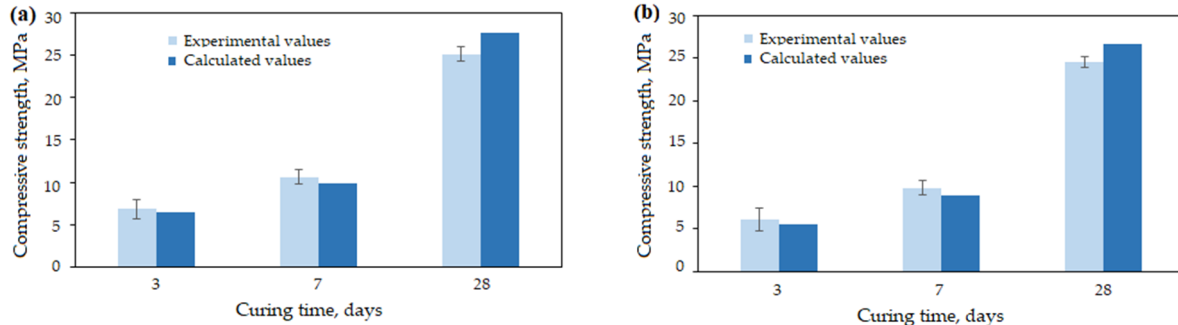 (a)
Compressive strength, MPa
30
25
20
15
10
5
0
Experimental values
Calculated values
3 7 28
Curing time, days
(b)
Compressive strength, MPa
30
25
20
15
10
5
0
Experimental values
Calculated values
3 7 28
Curing time, days